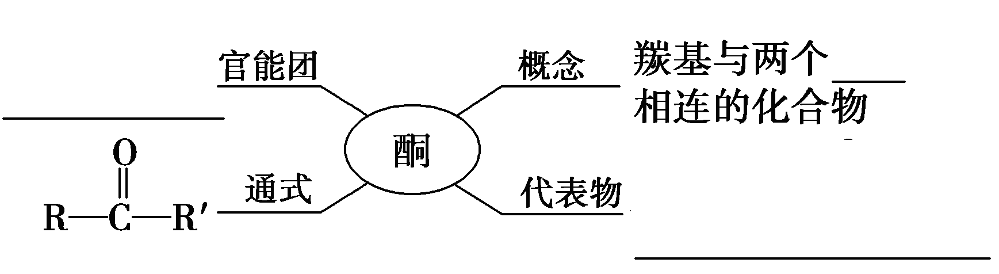 官能团
概念
羰基与两个
相连的化合物
酮
O
R—C—R′
通式
代表物